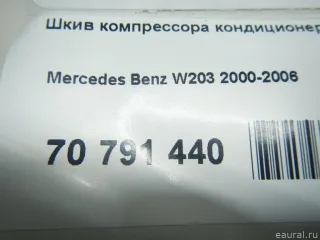 Шкив компрессора кондиционер
Mercedes Benz W203 2000-2006
70 791 440
eaural.ru